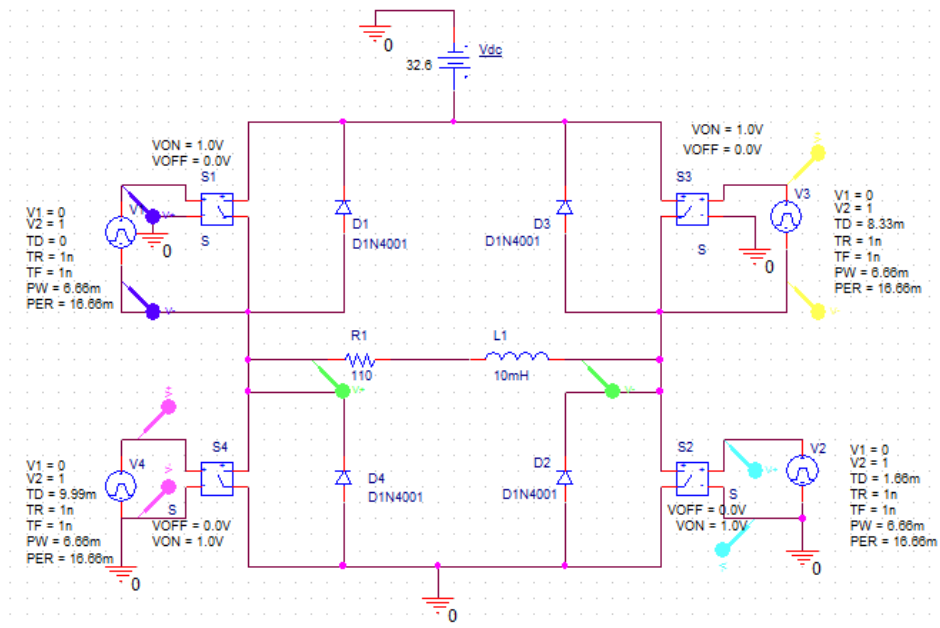 0
Vdc
32.6
VON = 1.0V
VOFF = 0.0V
S1
V1
V+
0
S
V-
V1 = 0
V2 = 1
TD = 0
TR = 1n
TF = 1n
PW = 6.66m
PER = 16.66m
D1
D1N4001
D3
D1N4001
VON = 1.0V
VOFF = 0.0V
S3
S
V+
V3
0
V-
V1 = 0
V2 = 1
TD = 8.33m
TR = 1n
TF = 1n
PW = 6.66m
PER = 16.66m
R1
110
L1
10mH
V+
V-
V+
V-
V4
S4
S
VOFF = 0.0V
VON = 1.0V
V1 = 0
V2 = 1
TD = 9.99m
TR = 1n
TF = 1n
PW = 6.66m
PER = 16.66m
0
D4
D1N4001
D2
D1N4001
S2
S
VOFF = 0.0V
VON = 1.0V
V+
V2
V1 = 0
V2 = 1
TD = 1.66m
TR = 1n
TF = 1n
PW = 6.66m
PER = 16.66m
0
0